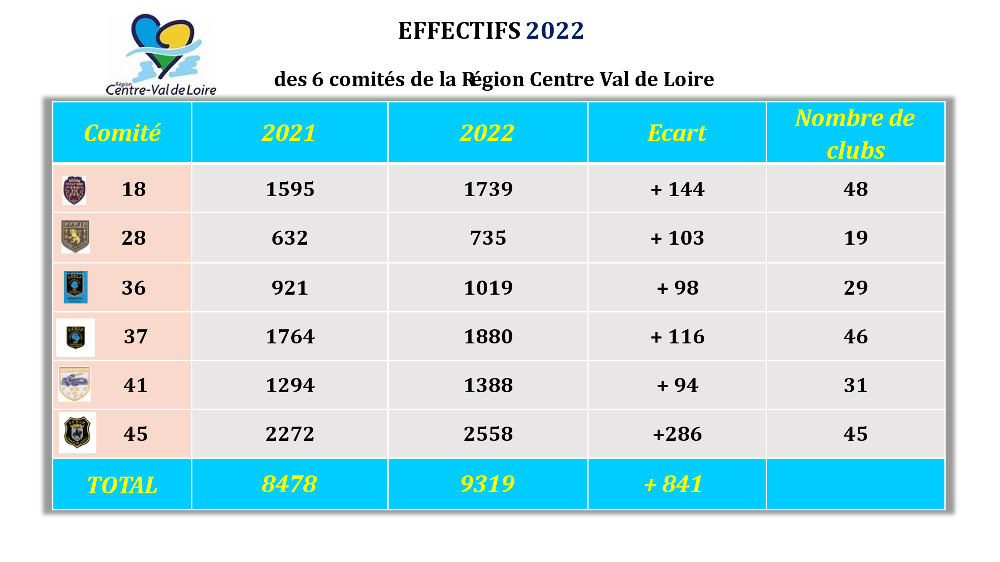 EFFECTIFS 2022
des 6 comités de la Région Centre Val de Loire
Région
Centre-Val de Loire
Comité 2021 2022 Ecart Nombre de clubs
18 1595 1739 + 144 48
28 632 735 + 103 19
36 921 1019 + 98 29
37 1764 1880 + 116 46
41 1294 1388 + 94 31
45 2272 2558 +286 45
TOTAL 8478 9319 + 841